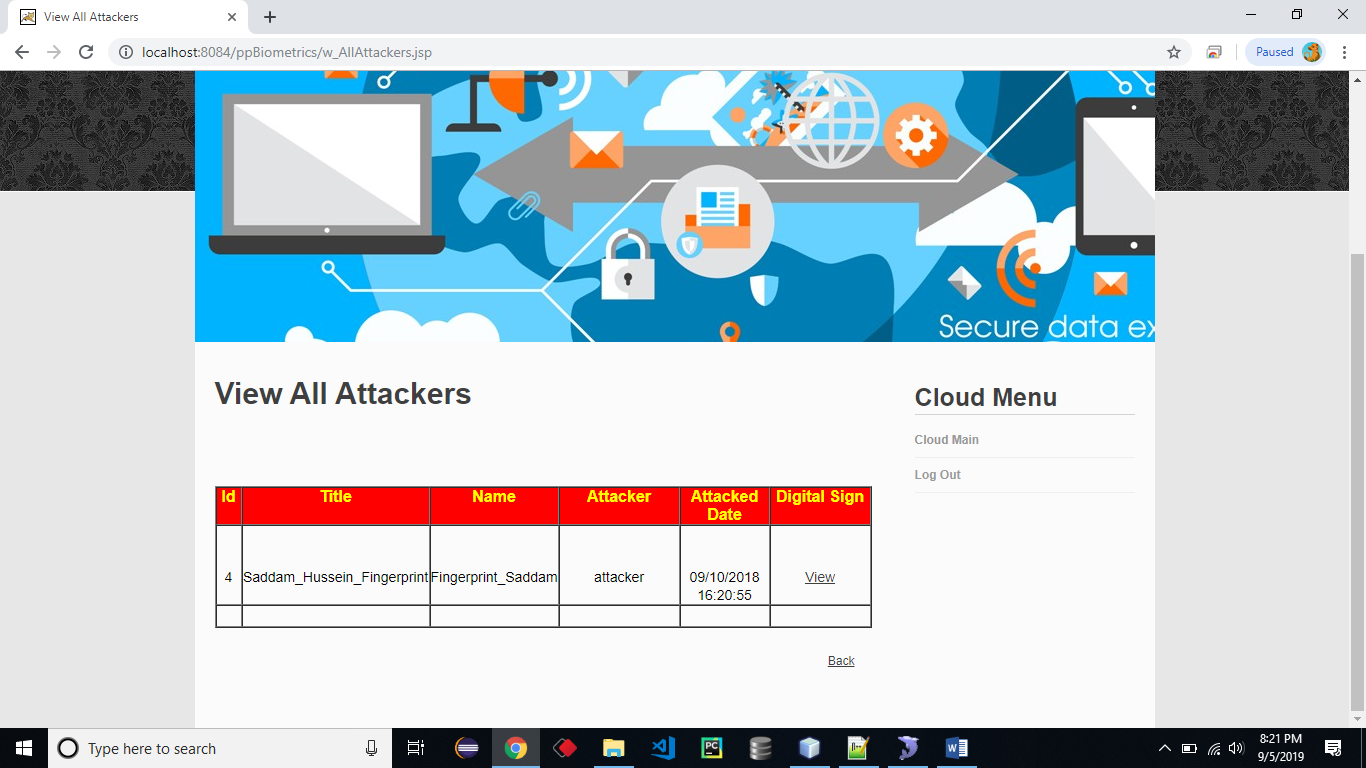 View All Attackers
localhost:8084/ppBiometrics/w_AllAttackers.jsp
Paused
Secure data ex
View All Attackers
Cloud Menu
Cloud Main
Log Out
Id Title Name Attacker Attacked Date Digital Sign
4 Saddam_Hussein_Fingerprint Fingerprint_Saddam attacker 09/10/2018 16:20:55 View
Back
Type here to search
PC
8:21 PM
9/5/2019